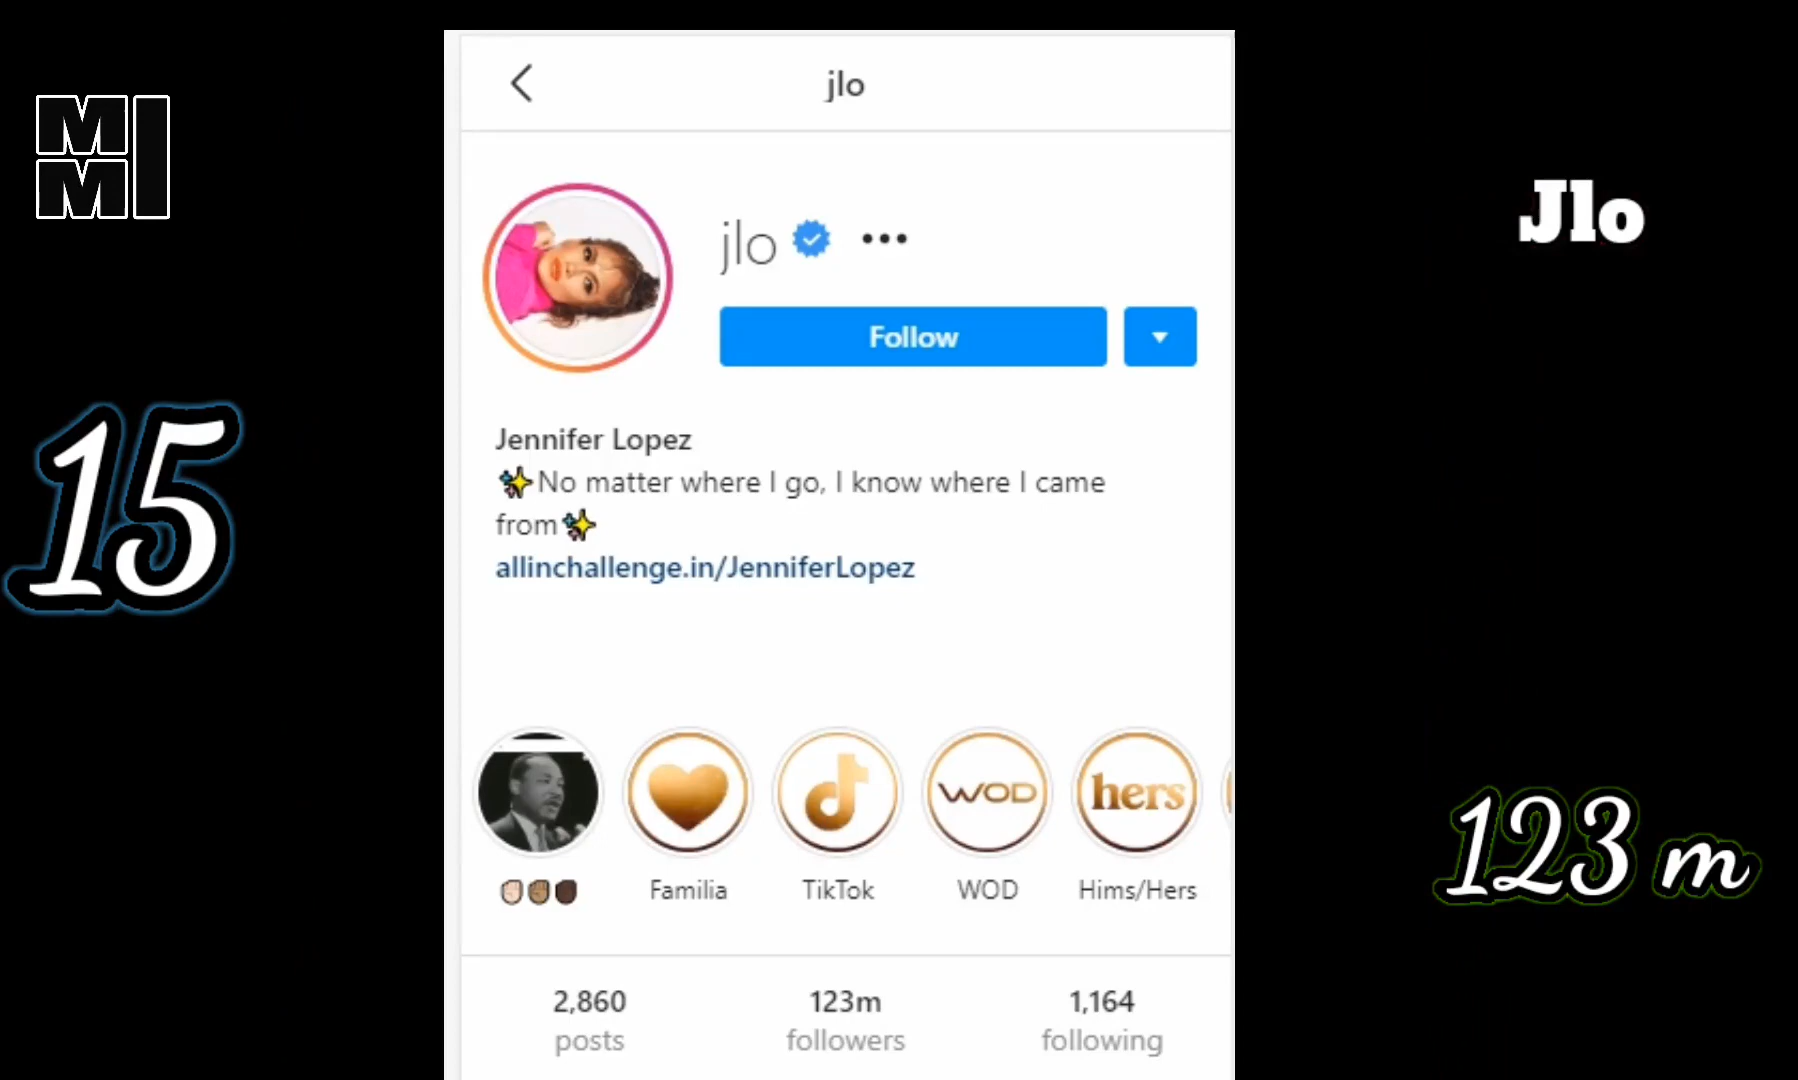 MI
M
15
jlo
jlo
Follow
Jennifer Lopez
✨No matter where I go, I know where I came
from✨
allinchallenge.in/JenniferLopez
WOD
hers
Familia
TikTok
WOD
Hims/Hers
2,860
posts
123m
followers
1,164
following
Jlo
123 m